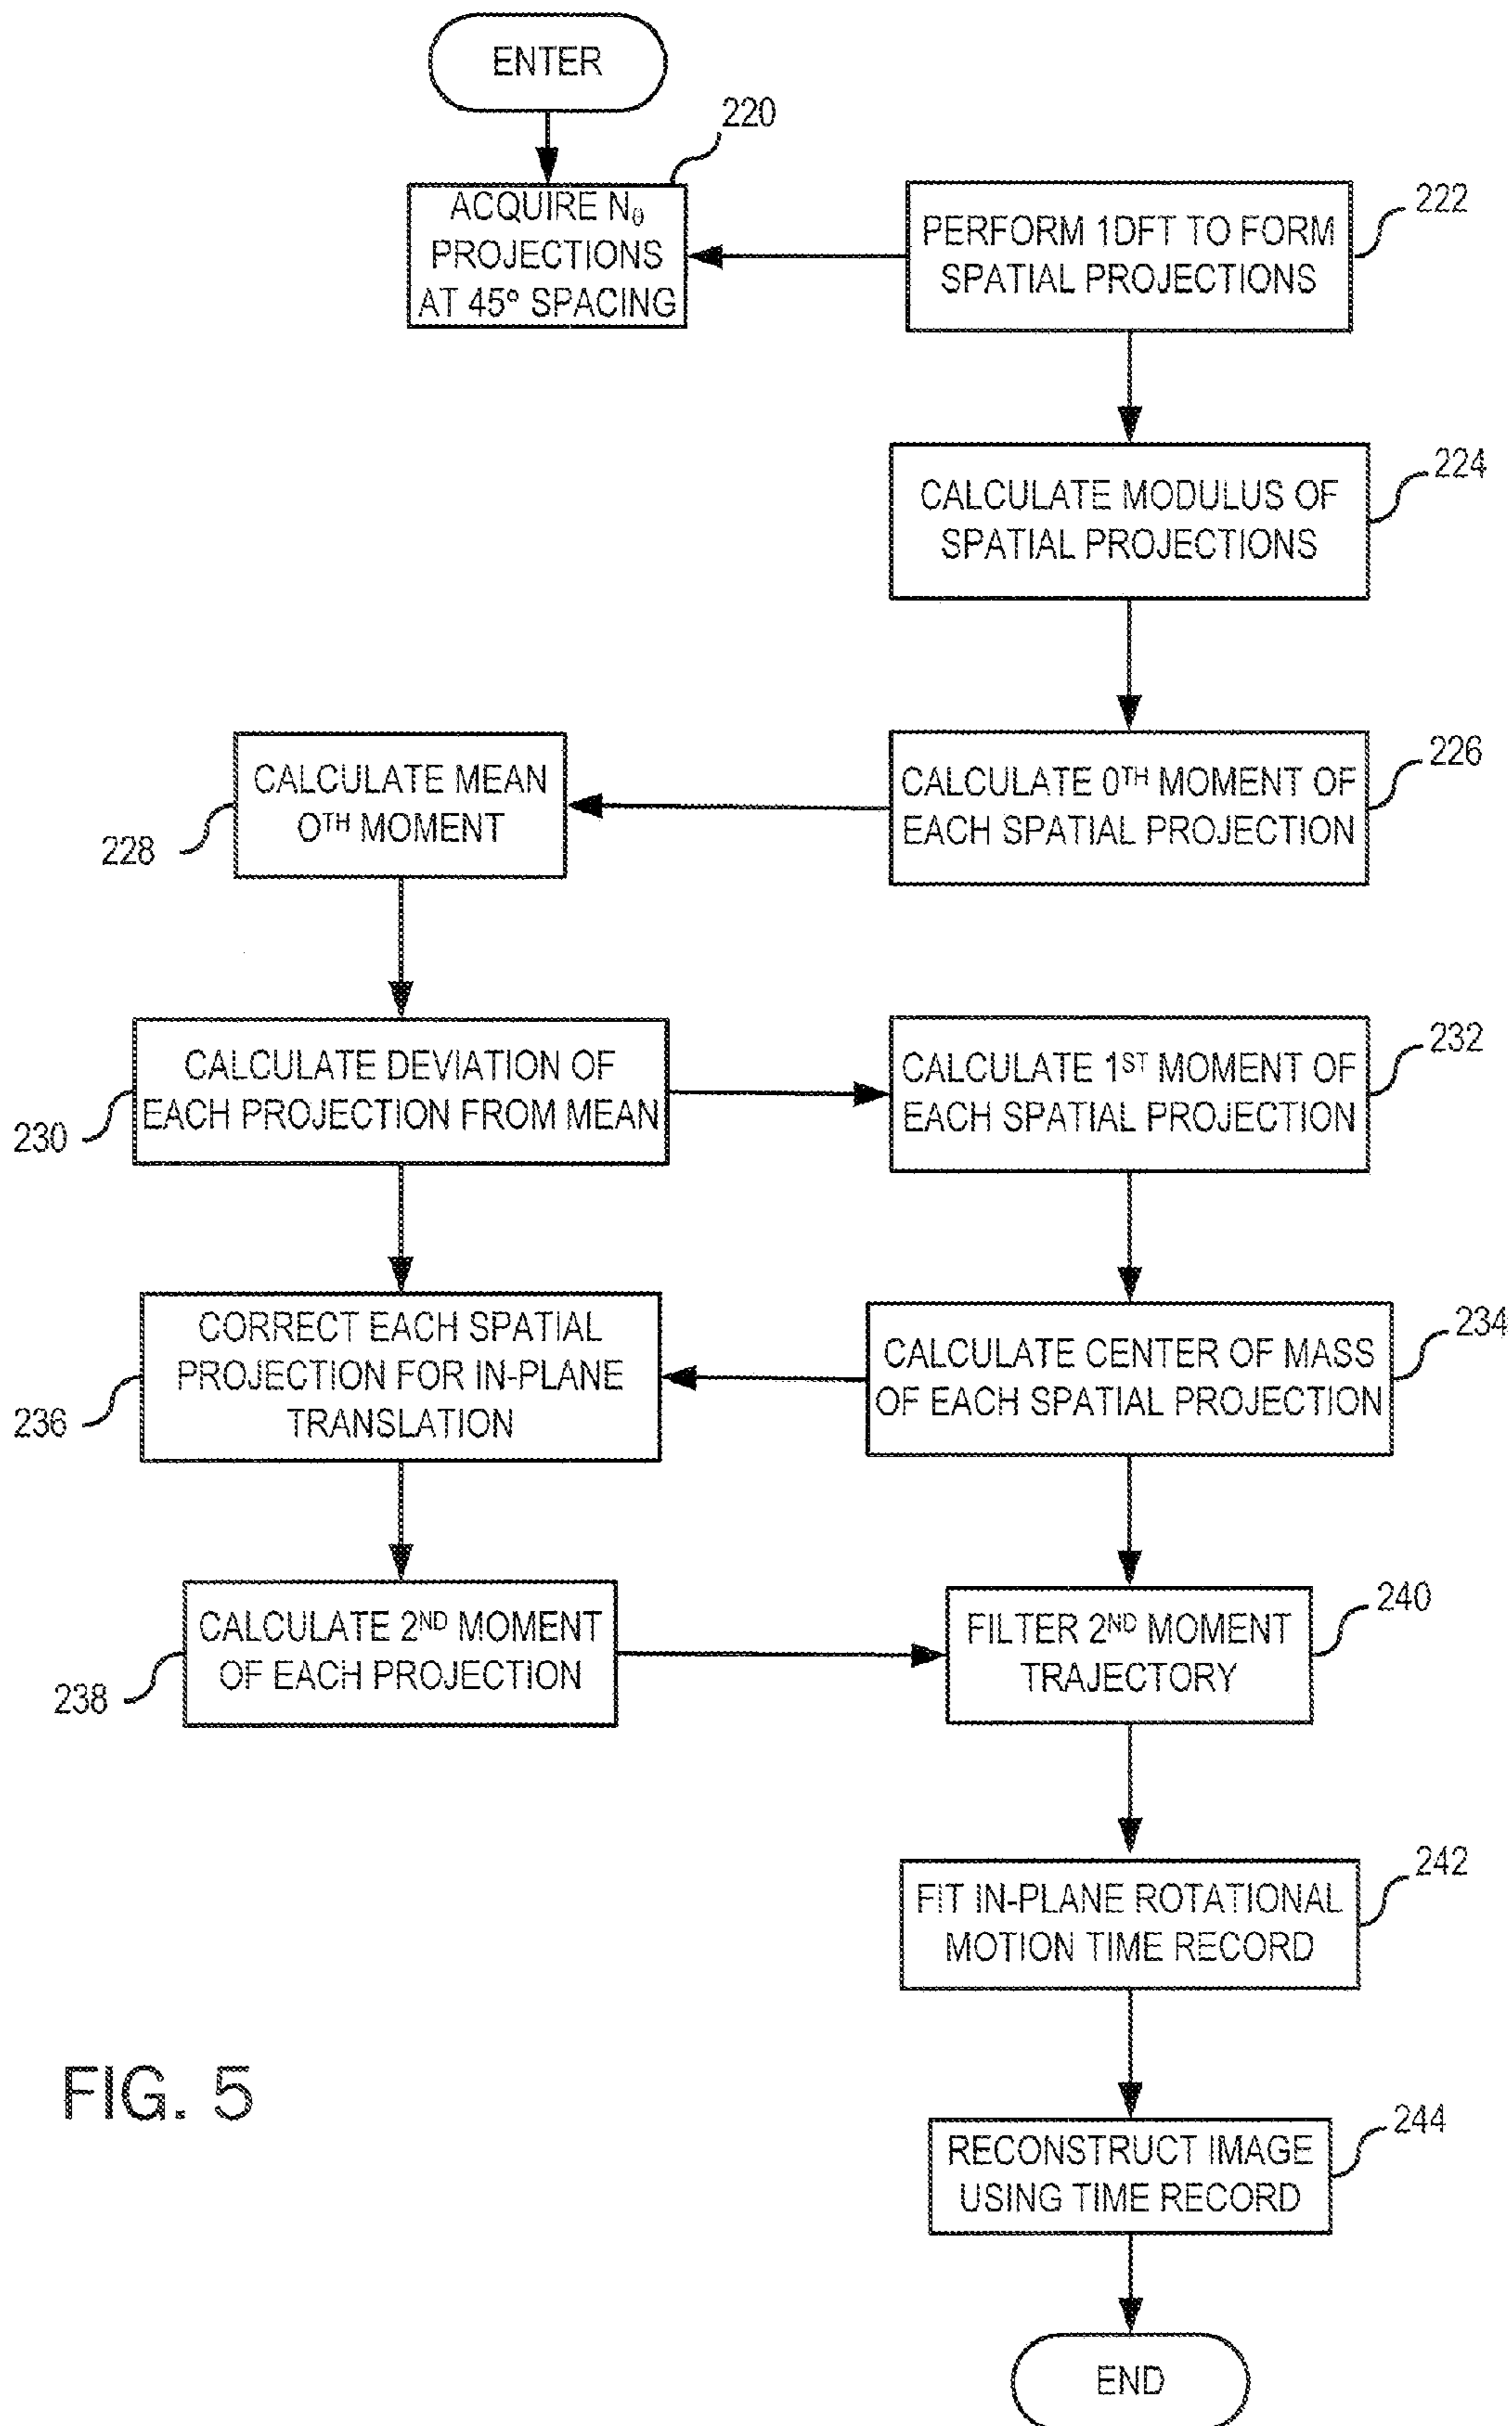 ENTER
220
ACQUIRE Nθ
PROJECTIONS
AT 45° SPACING
222
PERFORM 1DFT TO FORM
SPATIAL PROJECTIONS
224
CALCULATE MODULUS OF
SPATIAL PROJECTIONS
226
CALCULATE 0TH MOMENT OF
EACH SPATIAL PROJECTION
CALCULATE MEAN
OTH MOMENT
228
CALCULATE DEVIATION OF
EACH PROJECTION FROM MEAN
230
232
CALCULATE 1ST MOMENT OF
EACH SPATIAL PROJECTION
CORRECT EACH SPATIAL
PROJECTION FOR IN-PLANE
TRANSLATION
236
234
CALCULATE CENTER OF MASS
OF EACH SPATIAL PROJECTION
CALCULATE 2ND MOMENT
OF EACH PROJECTION
238
240
FILTER 2ND MOMENT
TRAJECTORY
242
FIT IN-PLANE ROTATIONAL
MOTION TIME RECORD
FIG. 5
244
RECONSTRUCT IMAGE
USING TIME RECORD
END